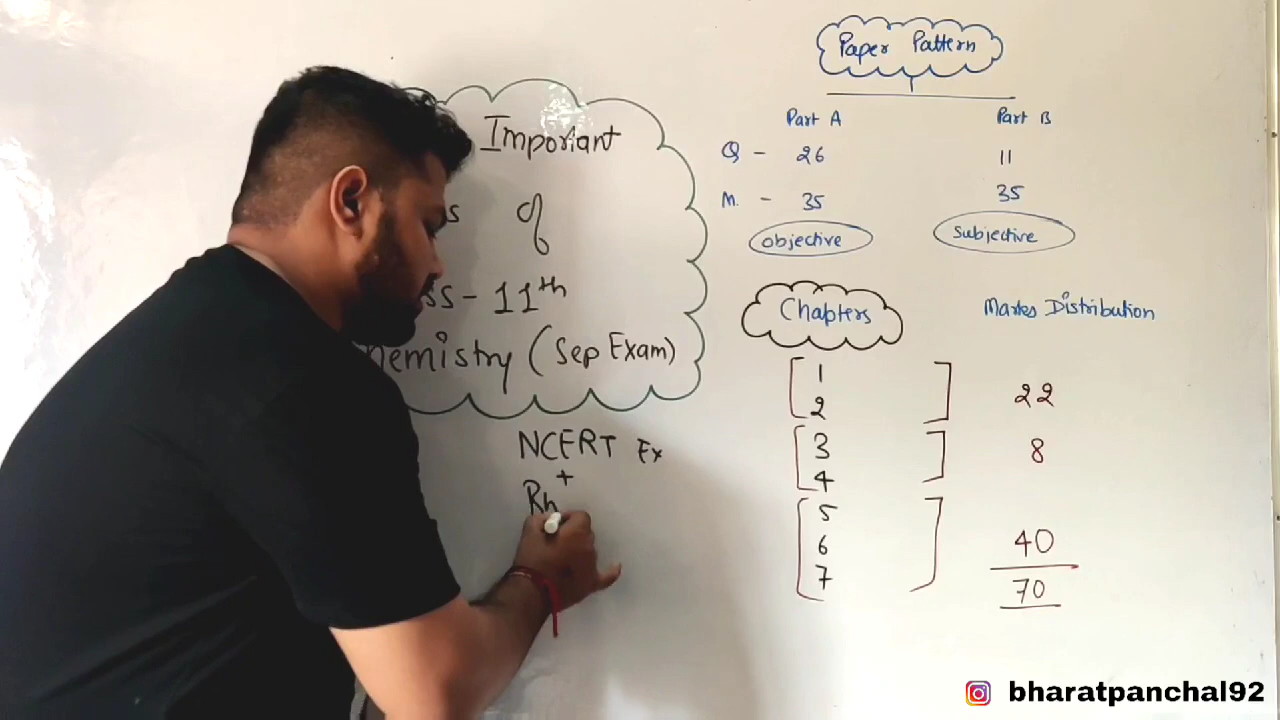 Important
of
11th
(Sep Exam)
NCERT Ex
+
Paper Pattern
Part A Part B
Q - 26 11
M. - 35 35
objective subjective
Chapters Marks Distribution
1
2 22
3 8
4
5
6 40
7 70
bharatpanchal92